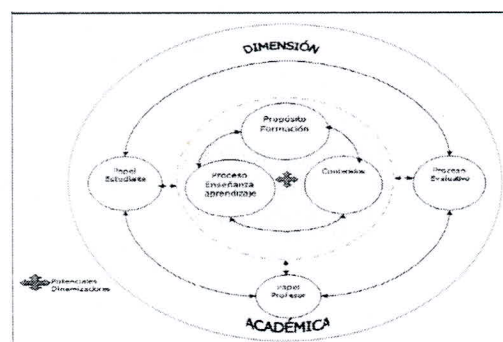 DIMENSIÓN
Propósito
Formación
Papel
Estudiante
Proceso
Enseñanza
aprendizaje
Contenidos
Proceso
Evaluativo
Potenciales
Dinamizadores
Papel
Profesor
ACADÉMICA